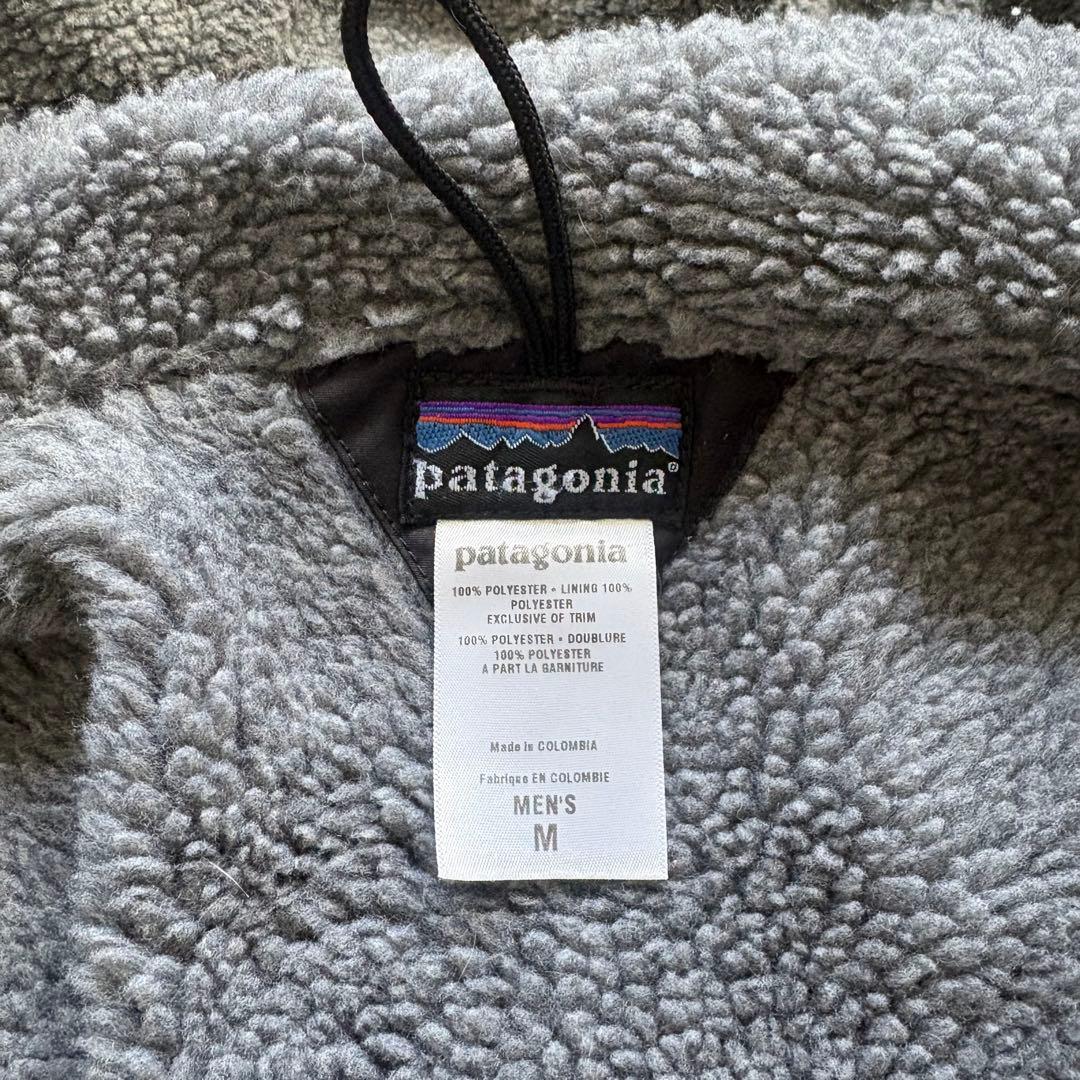 patagonia®
patagonia
100% POLYESTER • LINING 100%
POLYESTER
EXCLUSIVE OF TRIM
100% POLYESTER • DOUBLURE
100% POLYESTER
A PART LA GARNITURE
Made in COLOMBIA
Fabrique EN COLOMBIE
MEN'S
M